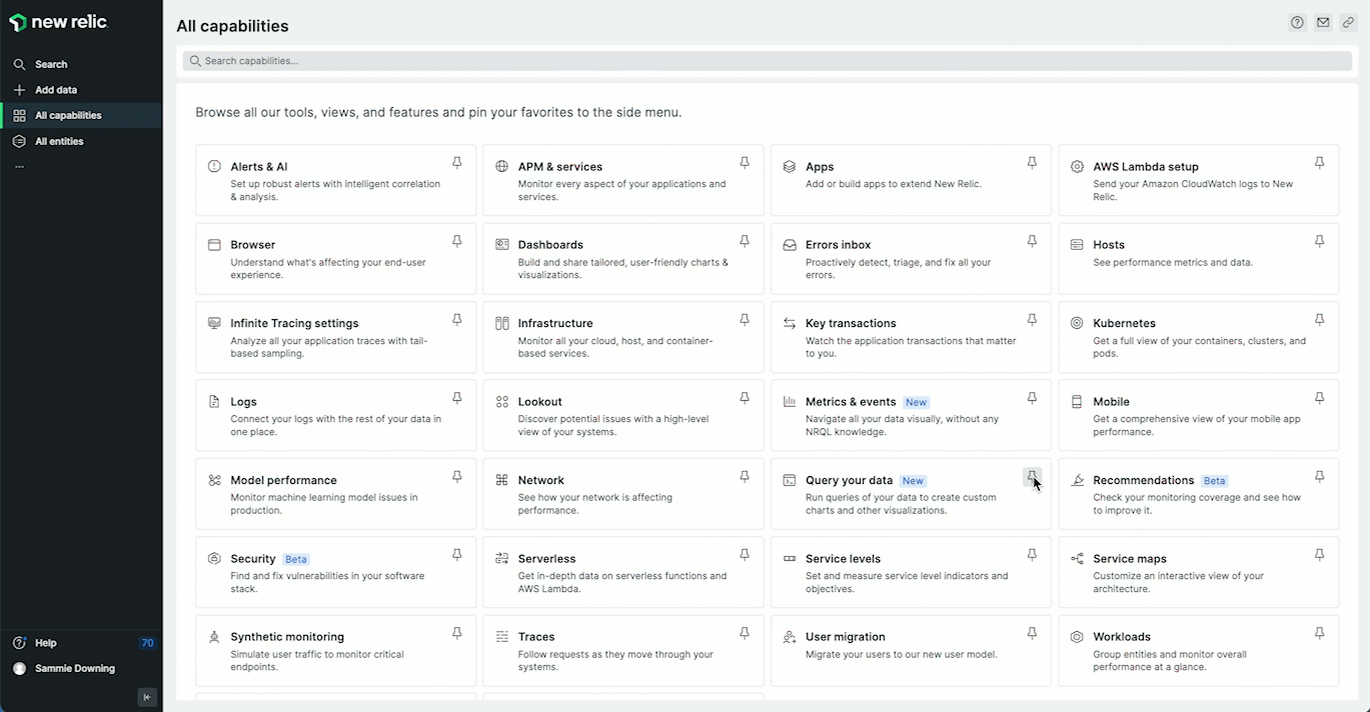 new relic
Search
Add data
All capabilities
All entities
...
Help
70
Sammie Downing
All capabilities
Search capabilities...
Browse all our tools, views, and features and pin your favorites to the side menu.
Alerts & AI
Set up robust alerts with intelligent correlation
& analysis.
APM & services
Monitor every aspect of your applications and
services.
Apps
Add or build apps to extend New Relic.
AWS Lambda setup
Send your Amazon CloudWatch logs to New
Relic.
Browser
Understand what's affecting your end-user
experience.
Dashboards
Build and share tailored, user-friendly charts &
visualizations.
Errors inbox
Proactively detect, triage, and fix all your
errors.
Hosts
See performance metrics and data.
Infinite Tracing settings
Analyze all your application traces with tail-
based sampling.
Infrastructure
Monitor all your cloud, host, and container-
based services.
Key transactions
Watch the application transactions that matter
to you.
Kubernetes
Get a full view of your containers, clusters, and
pods.
Logs
Connect your logs with the rest of your data in
one place.
Lookout
Discover potential issues with a high-level
view of your systems.
Metrics & events New
Navigate all your data visually, without any
NRQL knowledge.
Mobile
Get a comprehensive view of your mobile app
performance.
Model performance
Monitor machine learning model issues in
production.
Network
See how your network is affecting
performance.
Query your data New
Run queries of your data to create custom
charts and other visualizations.
Recommendations Beta
Check your monitoring coverage and see how
to improve it.
Security Beta
Find and fix vulnerabilities in your software
stack.
Serverless
Get in-depth data on serverless functions and
AWS Lambda.
Service levels
Set and measure service level indicators and
objectives.
Service maps
Customize an interactive view of your
architecture.
Synthetic monitoring
Simulate user traffic to monitor critical
endpoints.
Traces
Follow requests as they move through your
systems.
User migration
Migrate your users to our new user model.
Workloads
Group entities and monitor overall
performance at a glance.